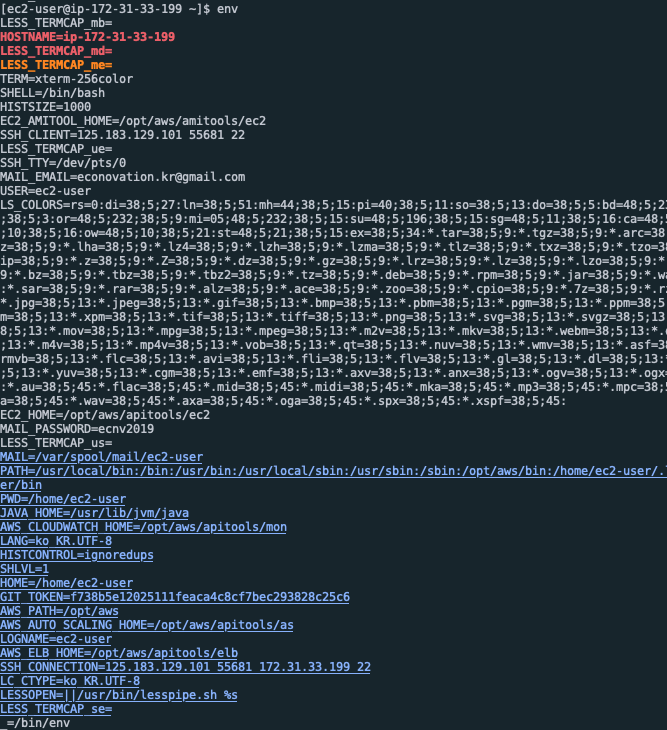 [ec2-user@ip-172-31-33-199 ~]$ env
LESS_TERMCAP_mb=
HOSTNAME=ip-172-31-33-199
LESS_TERMCAP_md=
LESS_TERMCAP_me=
TERM=xterm-256color
SHELL=/bin/bash
HISTSIZE=1000
EC2_AMITOOL_HOME=/opt/aws/amitools/ec2
SSH_CLIENT=125.183.129.101 55681 22
LESS_TERMCAP_ue=
SSH_TTY=/dev/pts/0
MAIL_EMAIL=econovation.kr@gmail.com
USER=ec2-user
LS_COLORS=rs=0:di=38;5;27:ln=38;5;51:mh=44;38;5;15:pi=40;38;5;11:so=38;5;13:do=38;5;5:bd=48;5;23
;38;5;3:or=48;5;232;38;5;9:mi=05;48;5;232;38;5;15:su=48;5;196;38;5;15:sg=48;5;11;38;5;16:ca=48;5
;10;38;5;16:ow=48;5;10;38;5;21:st=48;5;21;38;5;15:ex=38;5;34:*.tar=38;5;9:*.tgz=38;5;9:*.arc=38
z=38;5;9:*.lha=38;5;9:*.lz4=38;5;9:*.lzh=38;5;9:*.lzma=38;5;9:*.tlz=38;5;9:*.txz=38;5;9:*.tzo=38
ip=38;5;9:*.z=38;5;9:*.Z=38;5;9:*.dz=38;5;9:*.gz=38;5;9:*.lrz=38;5;9:*.lz=38;5;9:*.lzo=38;5;9:*
9:*.bz=38;5;9:*.tbz=38;5;9:*.tbz2=38;5;9:*.tz=38;5;9:*.deb=38;5;9:*.rpm=38;5;9:*.jar=38;5;9:*.wa
:*.sar=38;5;9:*.rar=38;5;9:*.alz=38;5;9:*.ace=38;5;9:*.zoo=38;5;9:*.cpio=38;5;9:*.7z=38;5;9:*.r
*.jpg=38;5;13:*.jpeg=38;5;13:*.gif=38;5;13:*.bmp=38;5;13:*.pbm=38;5;13:*.pgm=38;5;13:*.ppm=38;5
m=38;5;13:*.xpm=38;5;13:*.tif=38;5;13:*.tiff=38;5;13:*.png=38;5;13:*.svg=38;5;13:*.svgz=38;5;13
8;5;13:*.mov=38;5;13:*.mpg=38;5;13:*.mpeg=38;5;13:*.m2v=38;5;13:*.mkv=38;5;13:*.webm=38;5;13:*.
;13:*.m4v=38;5;13:*.mp4v=38;5;13:*.vob=38;5;13:*.qt=38;5;13:*.nuv=38;5;13:*.wmv=38;5;13:*.asf=38
rmvb=38;5;13:*.flc=38;5;13:*.avi=38;5;13:*.fli=38;5;13:*.flv=38;5;13:*.gl=38;5;13:*.dl=38;5;13:*
;5;13:*.yuv=38;5;13:*.cgm=38;5;13:*.emf=38;5;13:*.axv=38;5;13:*.anx=38;5;13:*.ogv=38;5;13:*.ogx=
:*.au=38;5;45:*.flac=38;5;45:*.mid=38;5;45:*.midi=38;5;45:*.mka=38;5;45:*.mp3=38;5;45:*.mpc=38;5
a=38;5;45:*.wav=38;5;45:*.axa=38;5;45:*.oga=38;5;45:*.spx=38;5;45:*.xspf=38;5;45:
EC2_HOME=/opt/aws/apitools/ec2
MAIL_PASSWORD=ecnv2019
LESS_TERMCAP_us=
MAIL=/var/spool/mail/ec2-user
PATH=/usr/local/bin:/bin:/usr/bin:/usr/local/sbin:/usr/sbin:/sbin:/opt/aws/bin:/home/ec2-user/.
er/bin
PWD=/home/ec2-user
JAVA_HOME=/usr/lib/jvm/java
AWS_CLOUDWATCH_HOME=/opt/aws/apitools/mon
LANG=ko_KR.UTF-8
HISTCONTROL=ignoredups
SHLVL=1
HOME=/home/ec2-user
GIT_TOKEN=f738b5e12025111feaca4c8cf7bec293828c25c6
AWS_PATH=/opt/aws
AWS_AUTO_SCALING_HOME=/opt/aws/apitools/as
LOGNAME=ec2-user
AWS_ELB_HOME=/opt/aws/apitools/elb
SSH_CONNECTION=125.183.129.101 55681 172.31.33.199 22
LC_CTYPE=ko_KR.UTF-8
LESSOPEN=||/usr/bin/lesspipe.sh %s
LESS_TERMCAP_se=
_=/bin/env